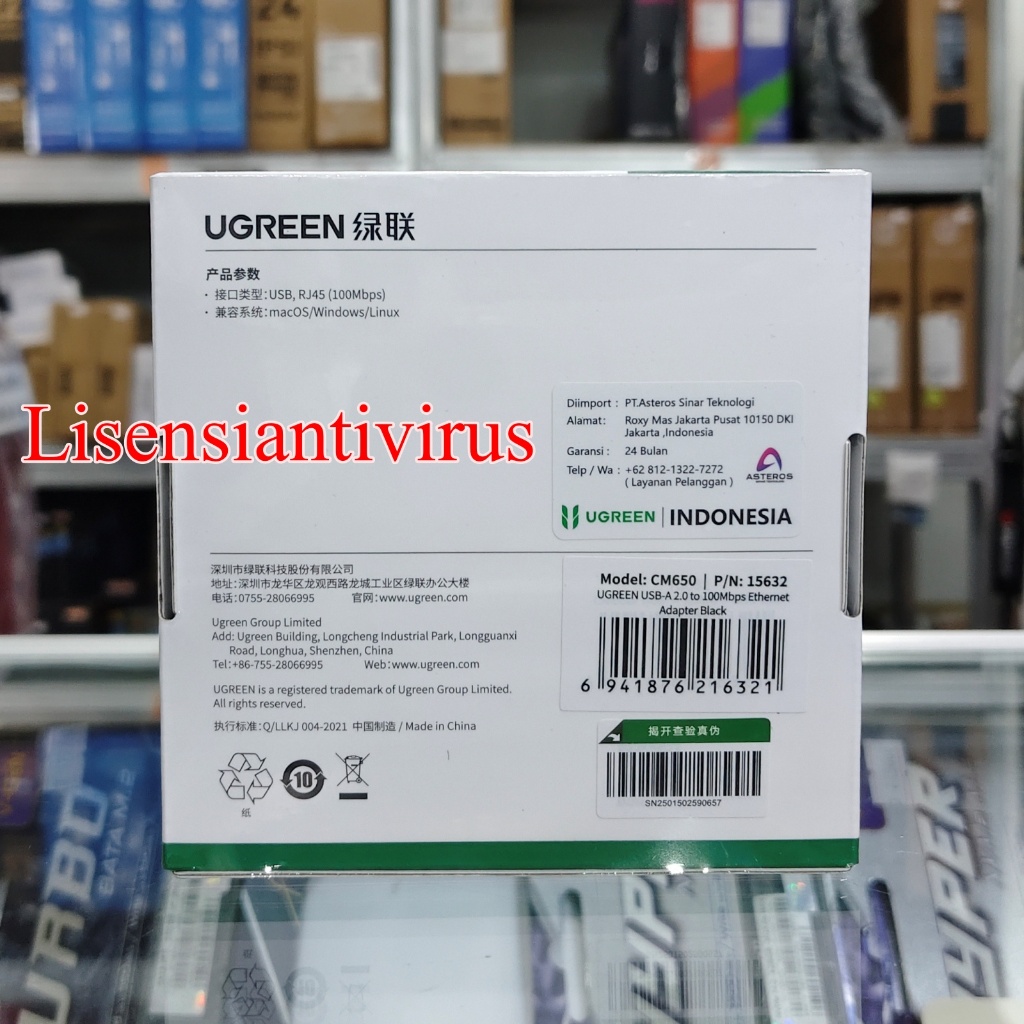 24
UGREEN 绿联
产品参数
· 接口类型:USB, RJ45 (100Mbps)
· 兼容系统:macOS/Windows/Linux
Lisensiantivirus
Diimport : PT.Asteros Sinar Teknologi
Alamat: Roxy Mas Jakarta Pusat 10150 DKI
Jakarta ,Indonesia
Garansi : 24 Bulan
Telp / Wa : +62 812-1322-7272
( Layanan Pelanggan )
ASTEROS
UGREEN | INDONESIA
深圳市绿联科技股份有限公司
地址:深圳市龙华区龙观西路龙城工业区绿联办公大楼
电话:0755-28066995 官网:www.ugreen.com
Ugreen Group Limited
Add: Ugreen Building, Longcheng Industrial Park, Longguanxi
Road, Longhua, Shenzhen, China
Tel:+86-755-28066995 Web:www.ugreen.com
UGREEN is a registered trademark of Ugreen Group Limited.
All rights reserved.
执行标准:Q/LLKJ 004-2021 中国制造 / Made in China
10
纸
Model: CM650 | P/N: 15632
UGREEN USB-A 2.0 to 100Mbps Ethernet
Adapter Black
6 941876 216321
揭开查验真伪
SN2501502590657